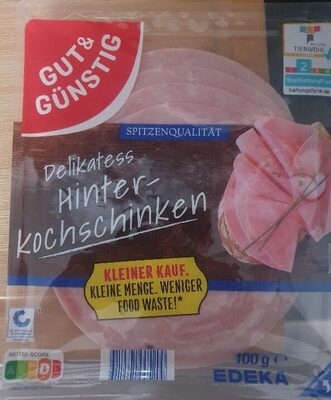 GUT&
GÜNSTIG
TIERWOHL
2
haltungsform.de
SPITZENQUALITÄT
Delikatess
Hinter-
kochschinken
KLEINER KAUF.
KLEINE MENGE. WENIGER
FOOD WASTE!*
NUTRI-SCORE
100 g e
EDEKA